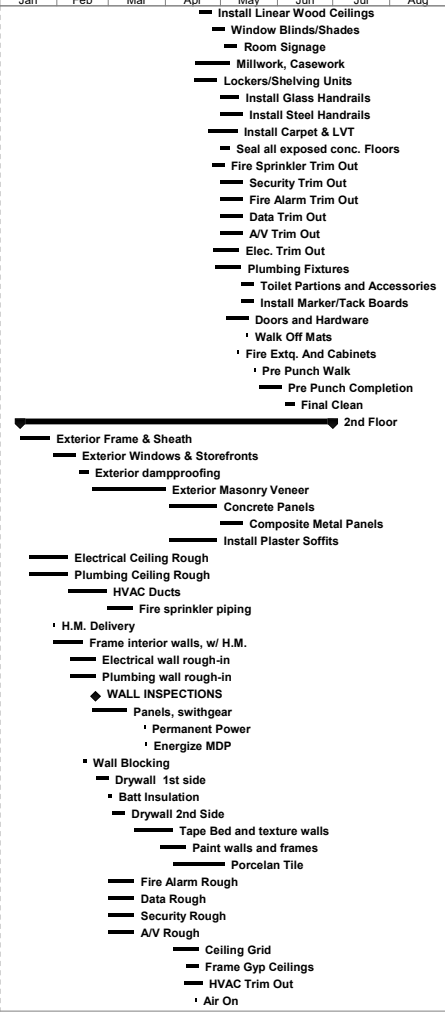 Jan Feb Mar Apr May Jun Jul Aug
Install Linear Wood Ceilings
Window Blinds/Shades
Room Signage
Millwork, Casework
Lockers/Shelving Units
Install Glass Handrails
Install Steel Handrails
Install Carpet & LVT
Seal all exposed conc. Floors
Fire Sprinkler Trim Out
Security Trim Out
Fire Alarm Trim Out
Data Trim Out
A/V Trim Out
Elec. Trim Out
Plumbing Fixtures
Toilet Partions and Accessories
Install Marker/Tack Boards
Doors and Hardware
Walk Off Mats
Fire Extq. And Cabinets
Pre Punch Walk
Pre Punch Completion
Final Clean
2nd Floor
Exterior Frame & Sheath
Exterior Windows & Storefronts
Exterior dampproofing
Exterior Masonry Veneer
Concrete Panels
Composite Metal Panels
Install Plaster Soffits
Electrical Ceiling Rough
Plumbing Ceiling Rough
HVAC Ducts
Fire sprinkler piping
H.M. Delivery
Frame interior walls, w/ H.M.
Electrical wall rough-in
Plumbing wall rough-in
WALL INSPECTIONS
Panels, swithgear
Permanent Power
Energize MDP
Wall Blocking
Drywall 1st side
Batt Insulation
Drywall 2nd Side
Tape Bed and texture walls
Paint walls and frames
Porcelan Tile
Fire Alarm Rough
Data Rough
Security Rough
A/V Rough
Ceiling Grid
Frame Gyp Ceilings
HVAC Trim Out
Air On